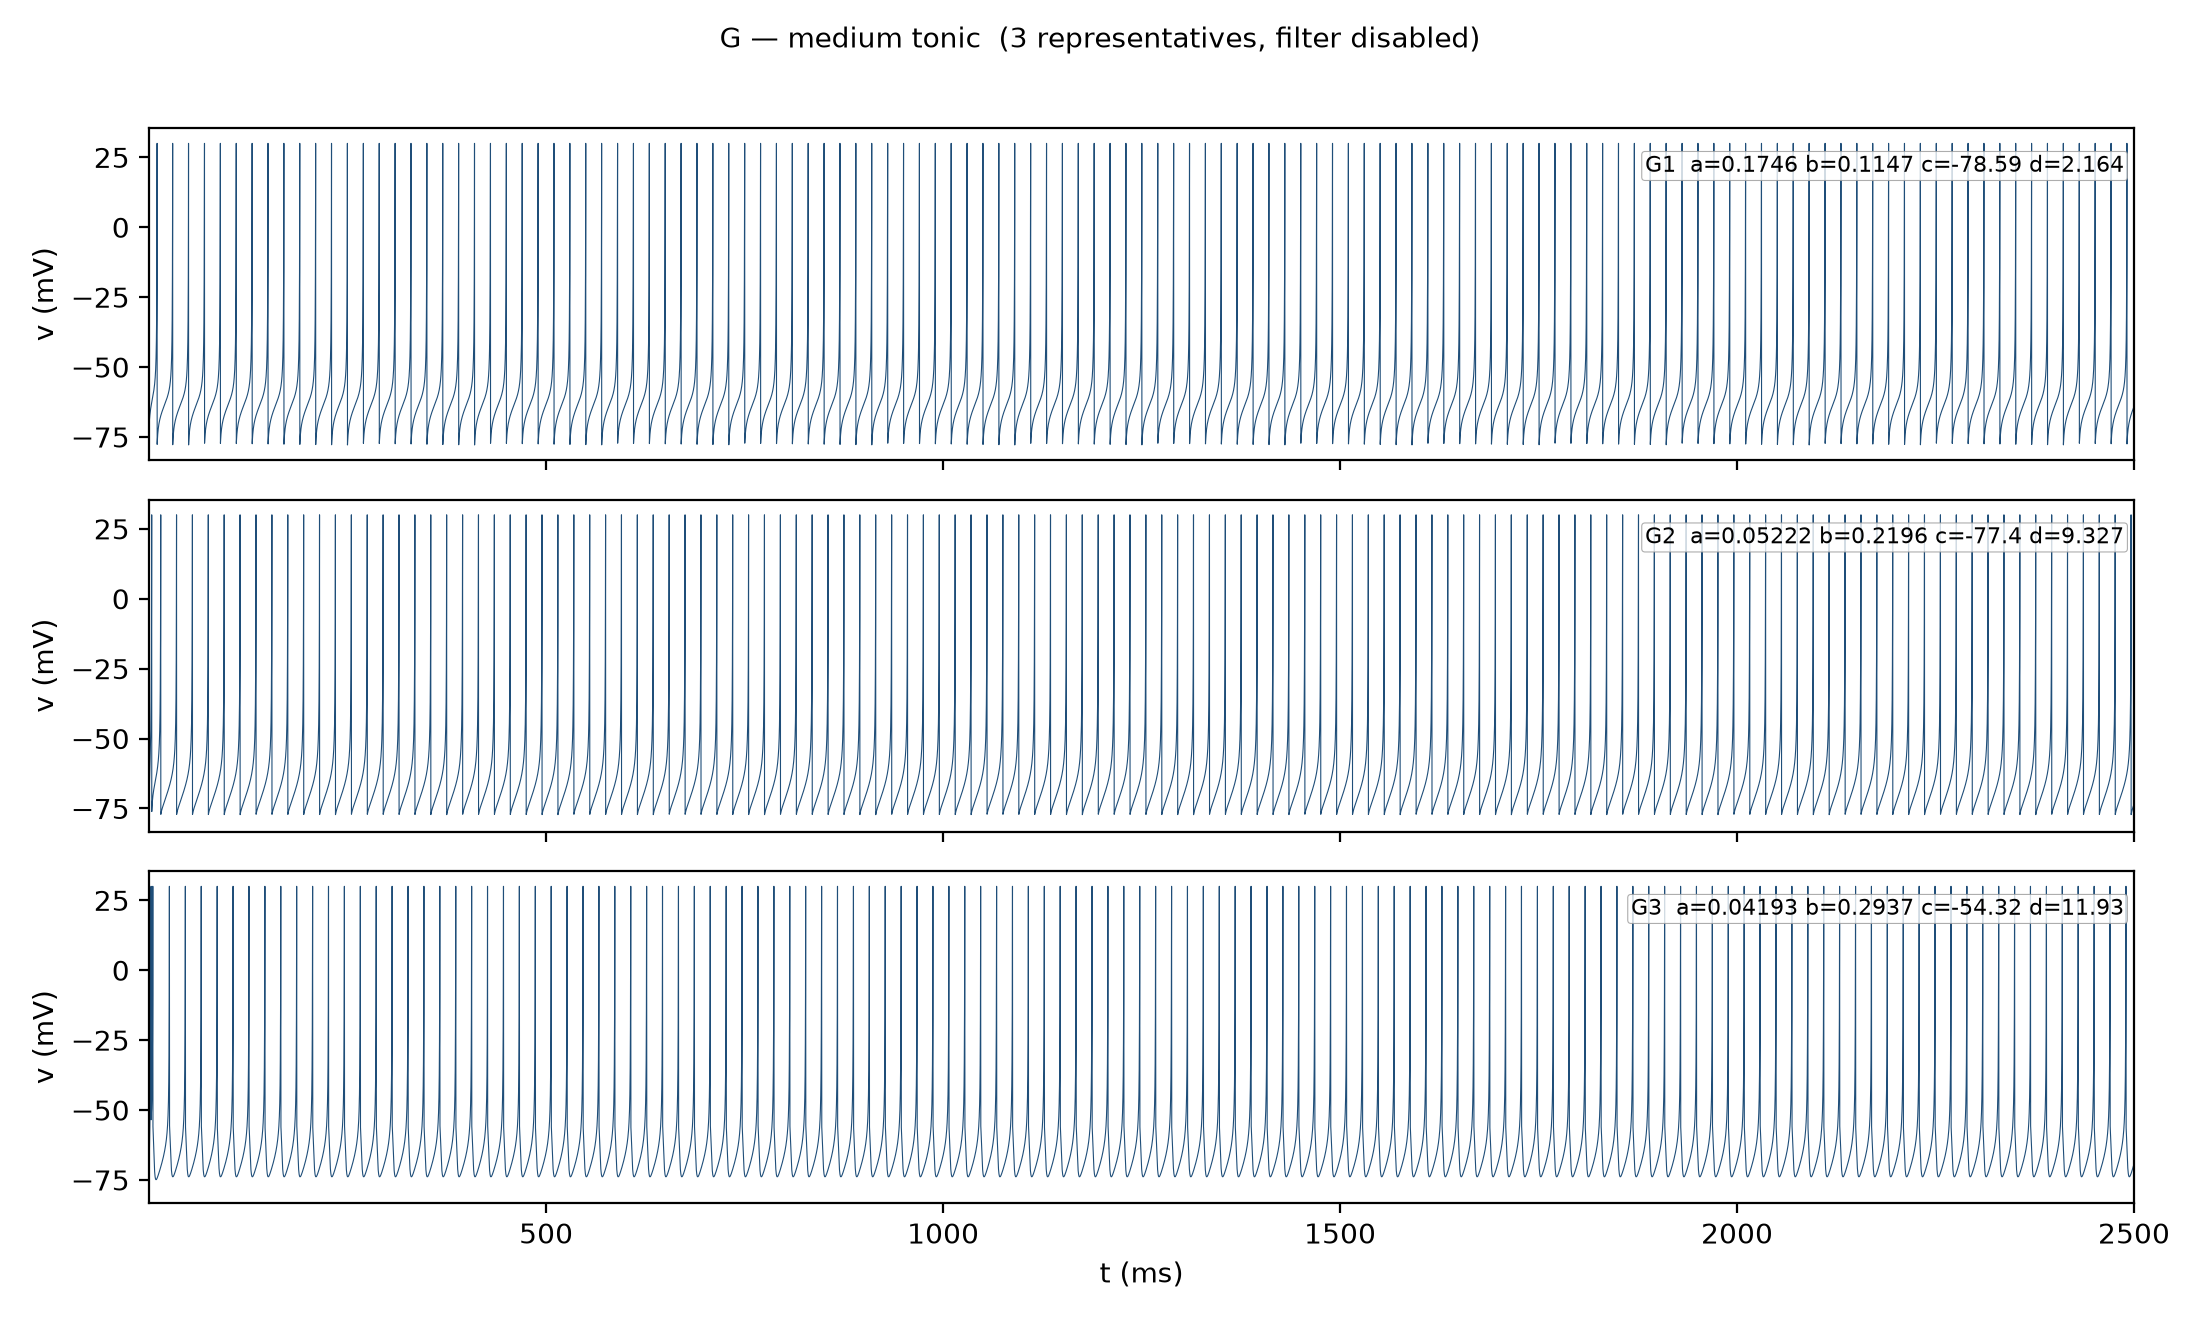 G — medium tonic  (3 representatives, filter disabled)
25
0
−25
−50
−75
v (mV)
G1  a=0.1746 b=0.1147 c=-78.59 d=2.164
25
0
−25
−50
−75
v (mV)
G2  a=0.05222 b=0.2196 c=-77.4 d=9.327
25
0
−25
−50
−75
v (mV)
G3  a=0.04193 b=0.2937 c=-54.32 d=11.93
500 1000 1500 2000 2500
t (ms)